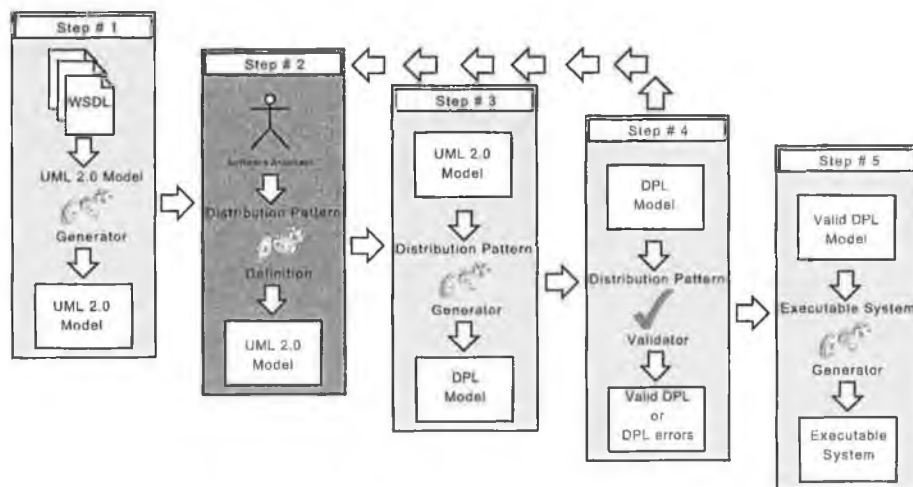 Step # 1
WSDL
UML 2.0 Model
Generator
UML 2.0
Model
Step # 2
Software
Distribution Pattern
Definition
UML 2.0
Model
Step # 3
UML 2.0
Model
Distribution Pattern
Generator
DPL
Model
Step # 4
DPL
Model
Distribution Pattern
Validator
Valid DPL
or
DPL errors
Step # 5
Valid DPL
Model
Executable System
Generator
Executable
System